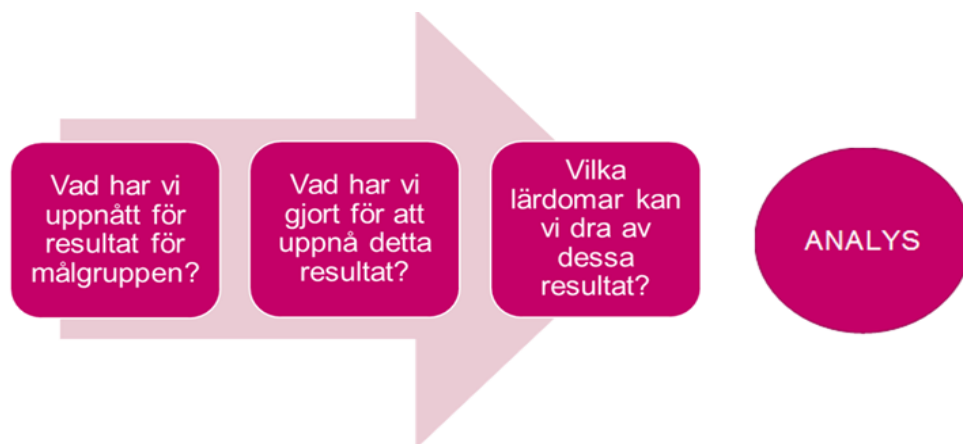 Vad har vi
uppnått för
resultat för
målgruppen?
Vad har vi
gjort för att
uppnå detta
resultat?
Vilka
lärdomar kan
vi dra av
dessa
resultat?
ANALYS